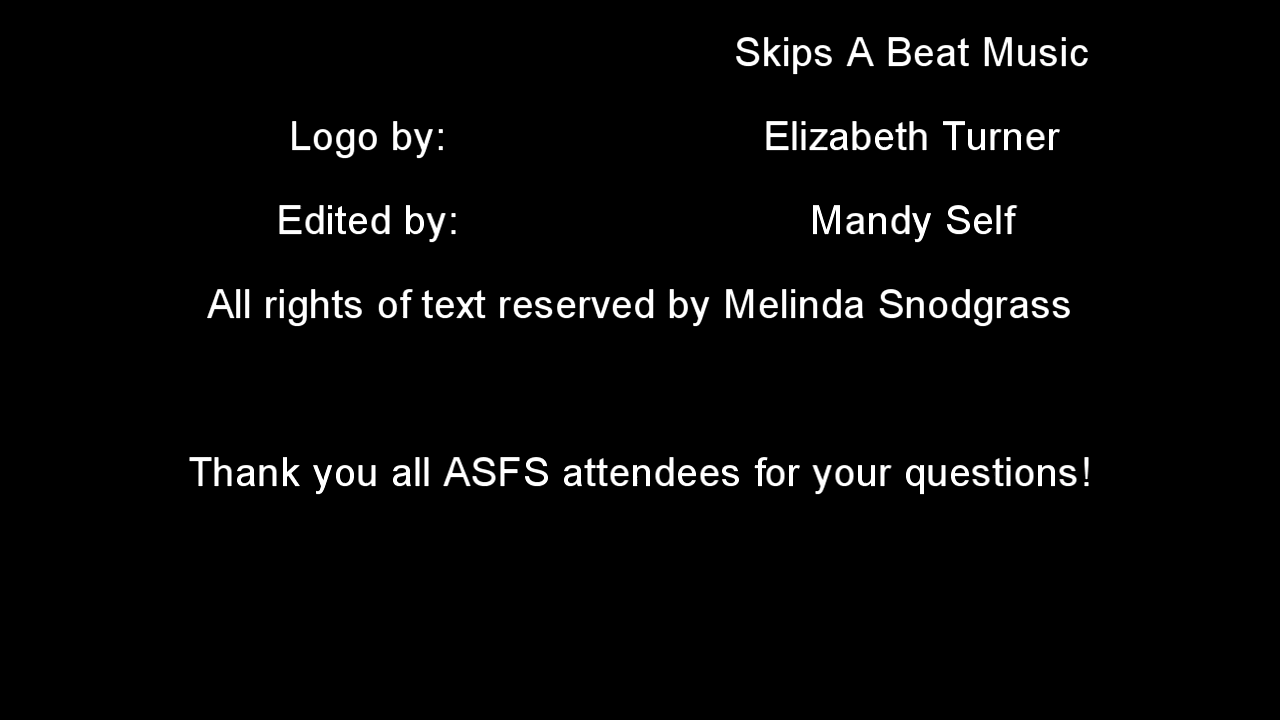 Skips A Beat Music
Logo by: Elizabeth Turner
Edited by: Mandy Self
All rights of text reserved by Melinda Snodgrass
Thank you all ASFS attendees for your questions!